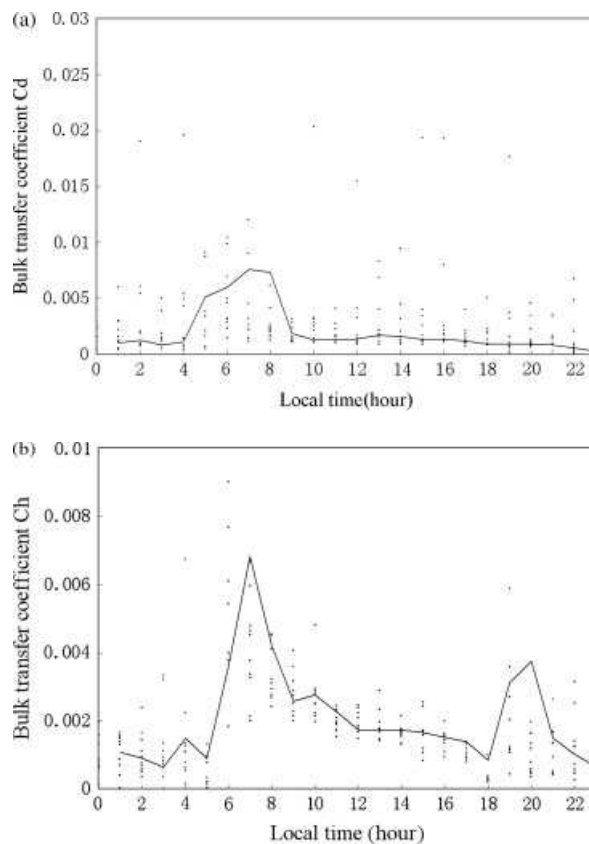 (a)
Bulk transfer coefficient Cd
0.03
0.025
0.02
0.015
0.01
0.005
0
0 2 4 6 8 10 12 14 16 18 20 22
Local time(hour)
(b)
Bulk transfer coefficient Ch
0.01
0.008
0.006
0.004
0.002
0
0 2 4 6 8 10 12 14 16 18 20 22
Local time (hour)